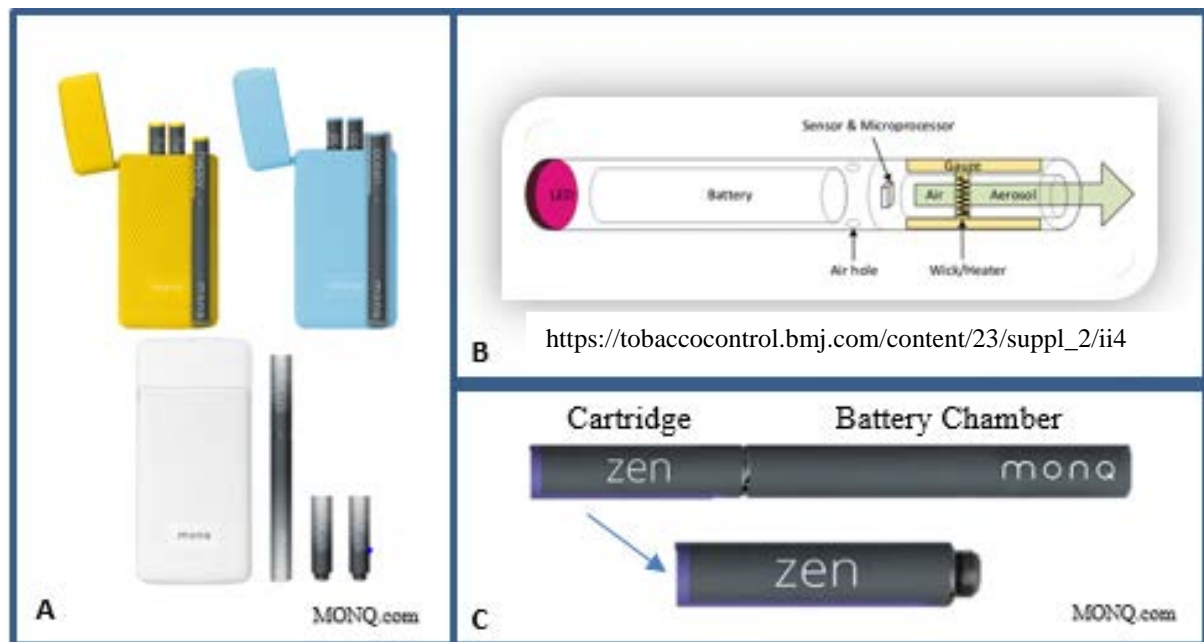 monq
A
MONQ.com
Sensor & Microprocessor
Gauze
LED
Battery
Air
Aerosol
Air hole
Wick/Heater
B
https://tobaccocontrol.bmj.com/content/23/suppl_2/ii4
Cartridge
Battery Chamber
zen
monq
zen
C
MONQ.com